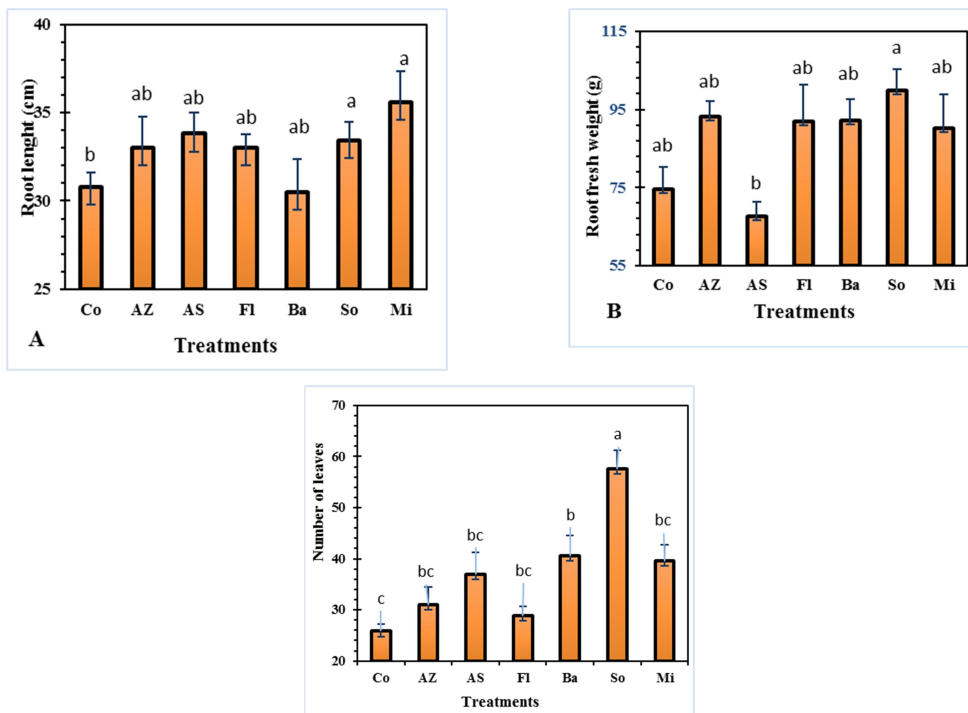 40
35
30
25
Root lenght (cm)
b
ab
ab
ab
ab
a
a
Co AZ AS Fl Ba So Mi
A
Treatments
115
95
75
55
Root fresh weight (g)
ab
ab
b
ab
ab
a
ab
Co AZ AS Fl Ba So Mi
B
Treatments
70
60
50
40
30
20
Number of leaves
c
bc
bc
bc
b
a
bc
Co AZ AS Fl Ba So Mi
Treatments